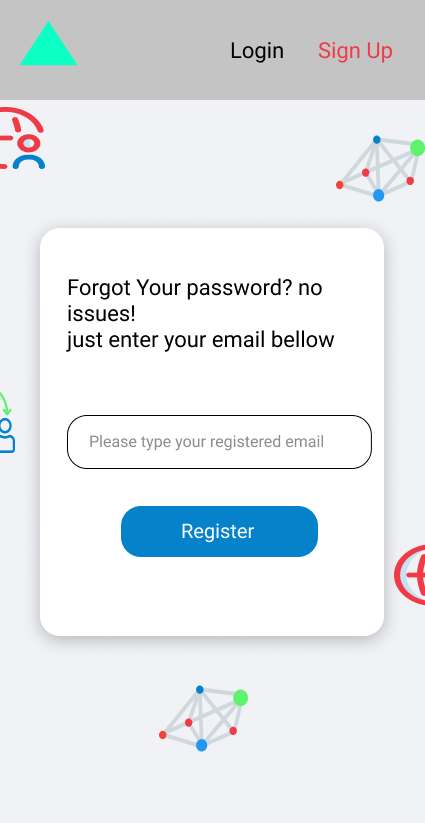 Login Sign Up
Forgot Your password? no
issues!
just enter your email bellow
Please type your registered email
Register